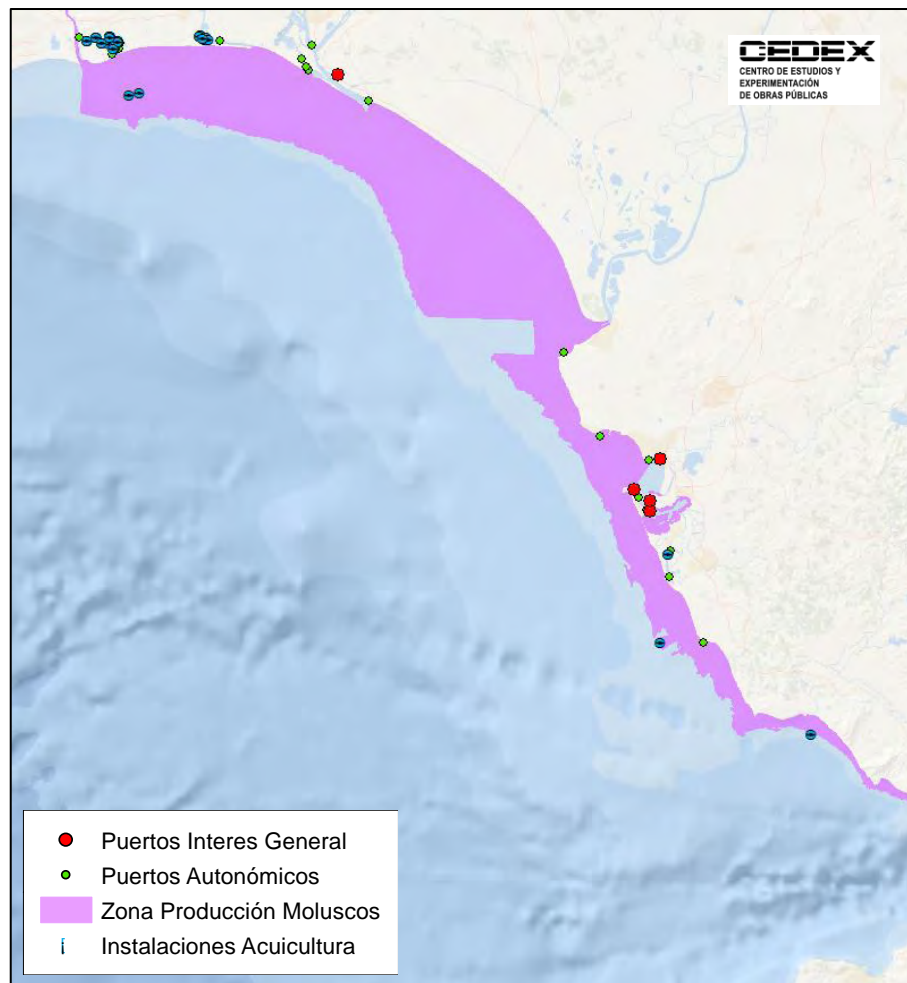 CEDEX
CENTRO DE ESTUDIOS Y
EXPERIMENTACIÓN
DE OBRAS PÚBLICAS
Puertos Interes General
Puertos Autonómicos
Zona Producción Moluscos
Instalaciones Acuicultura